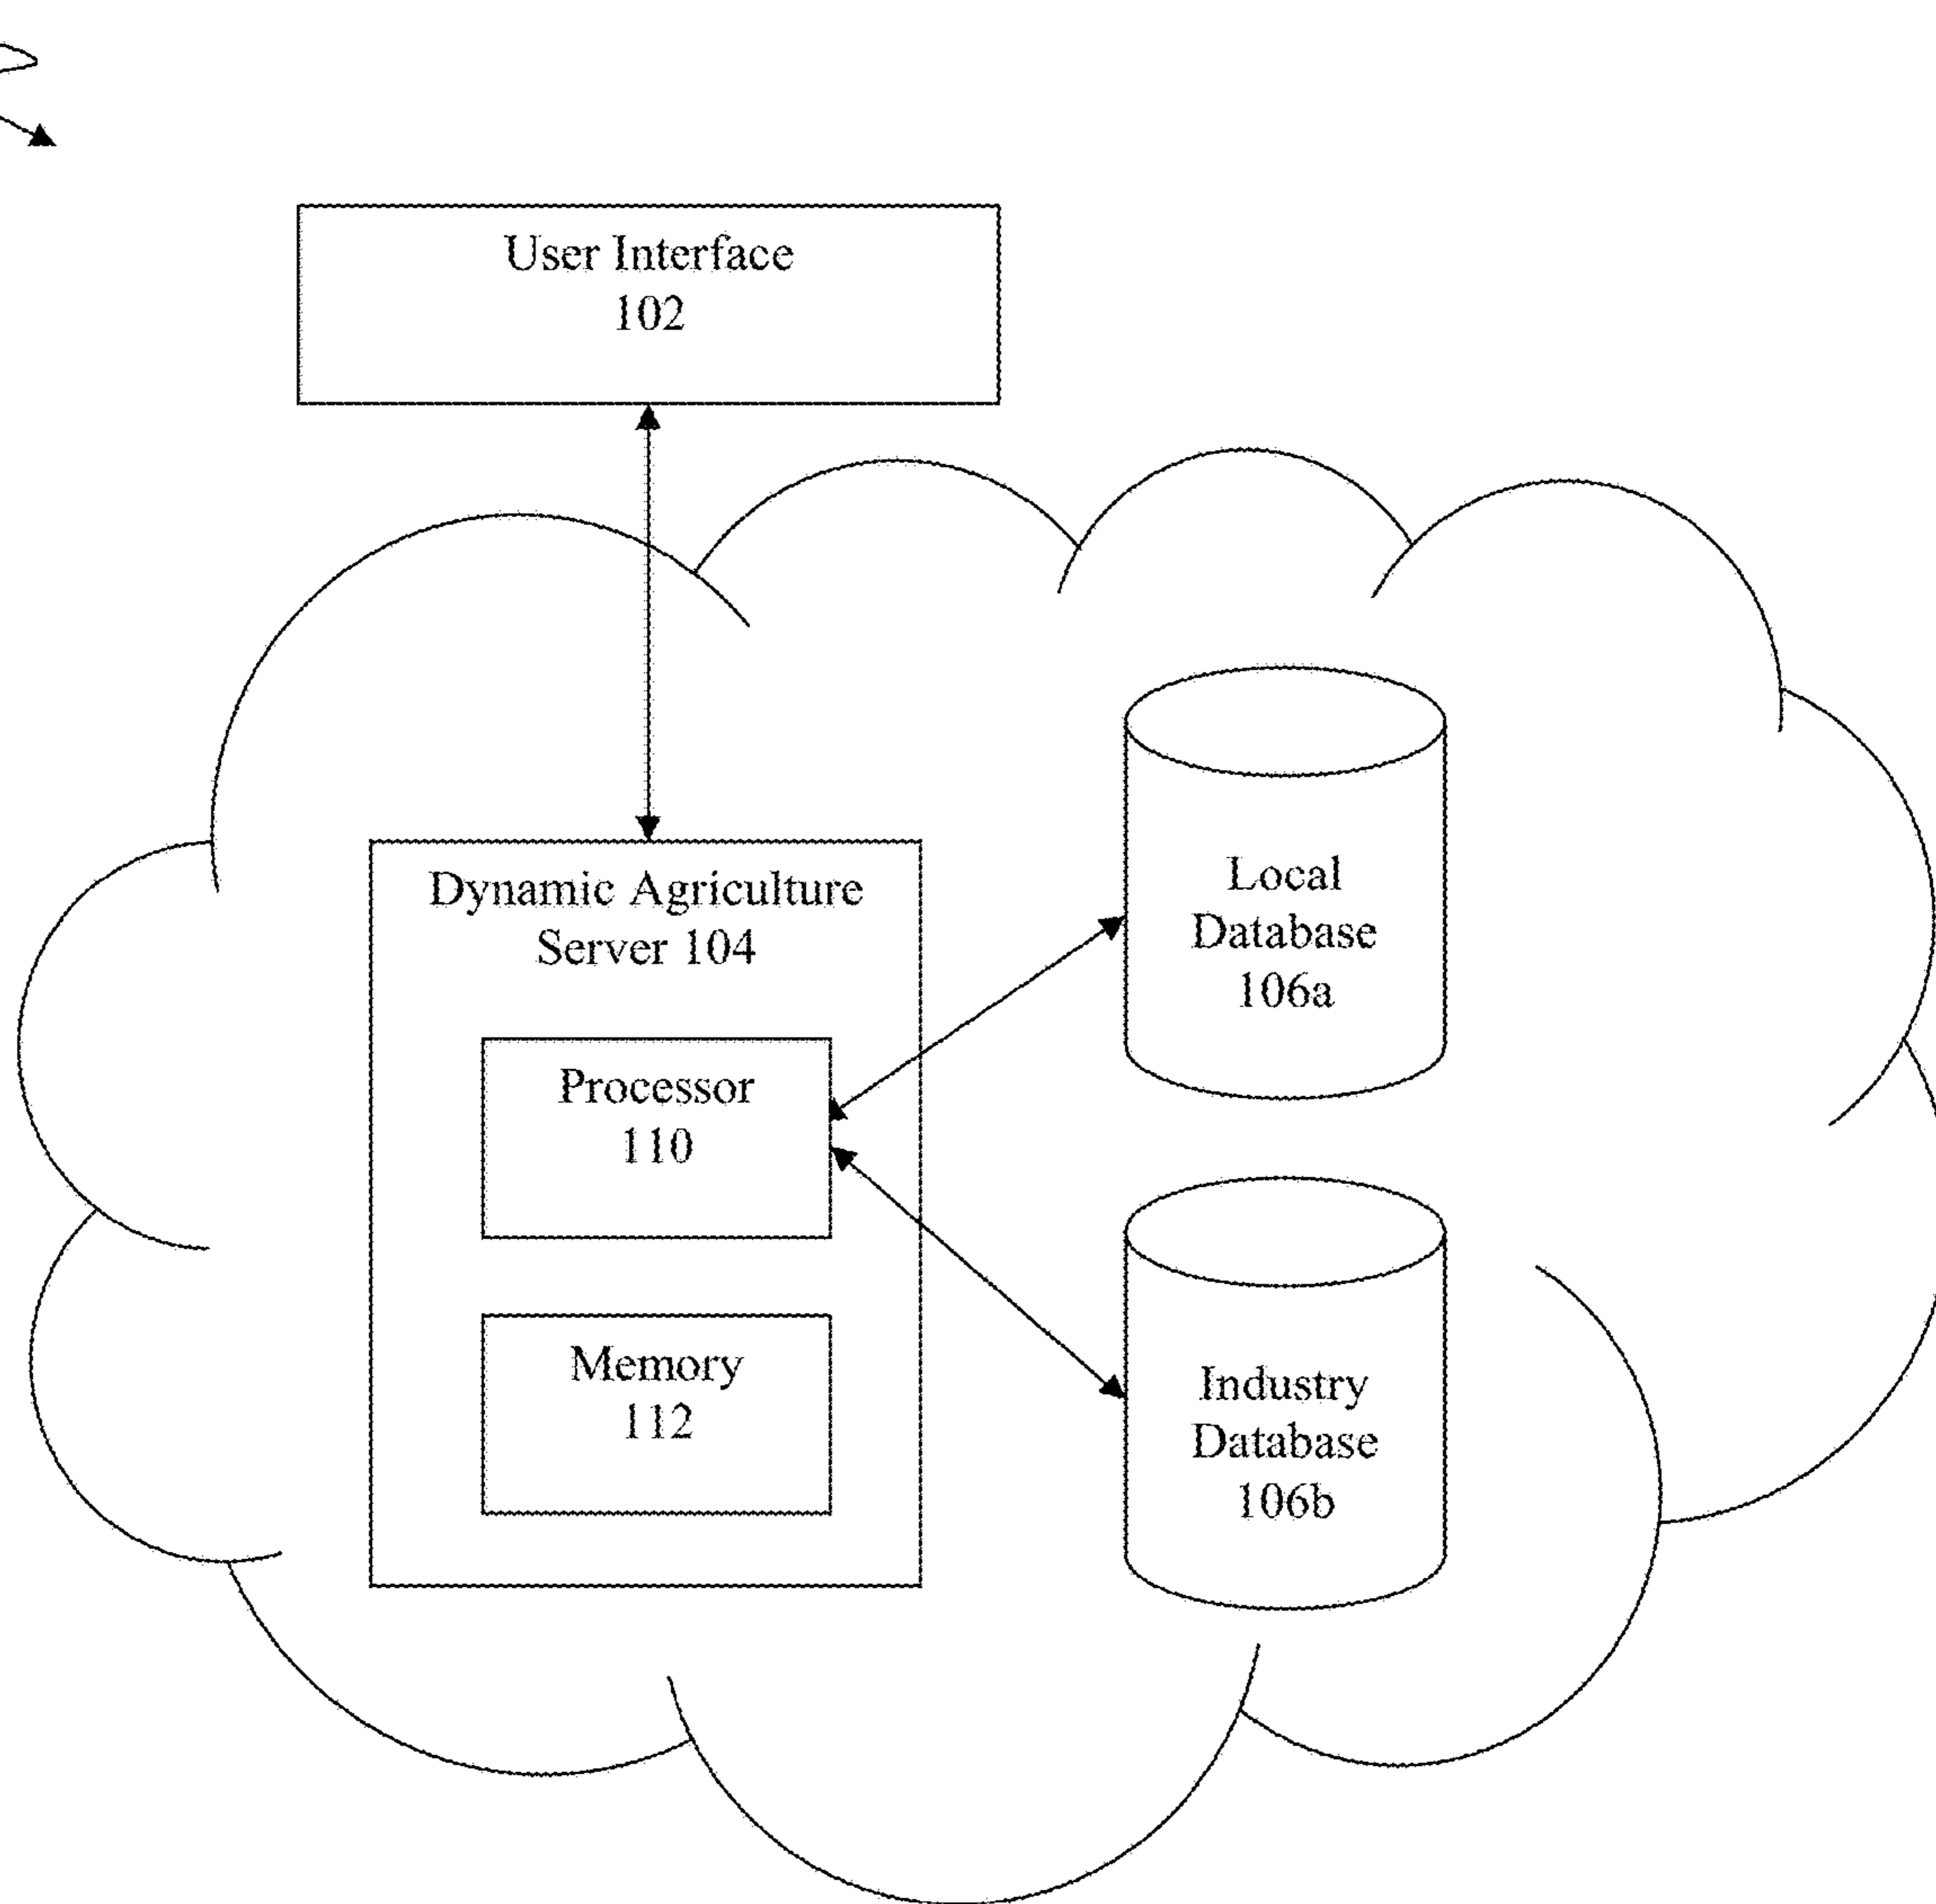 User Interface
102
Dynamic Agriculture
Server 104
Processor
110
Memory
112
Local
Database
106a
Industry
Database
106b